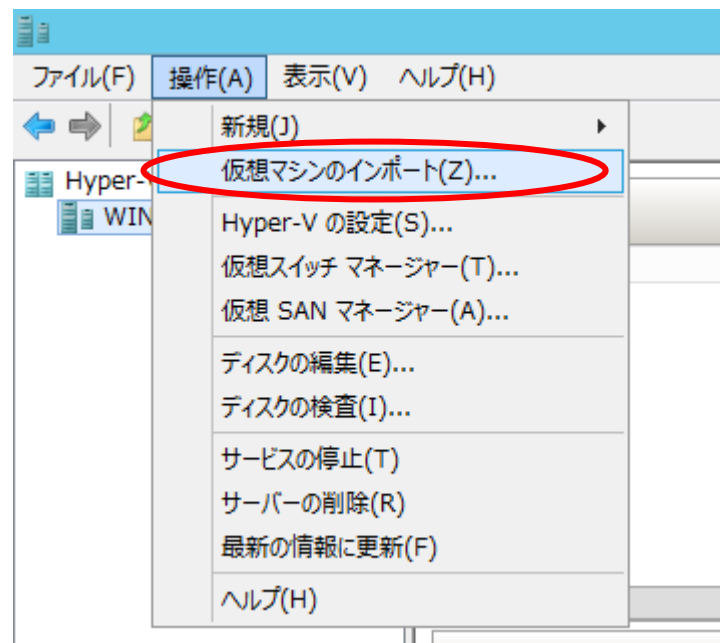 ファイル(F) 操作(A) 表示(V) ヘルプ(H)
新規(J)
仮想マシンのインポート(Z)...
Hyper-
WIN
Hyper-V の設定(S)...
仮想スイッチ マネージャー(T)...
仮想 SAN マネージャー(A)...
ディスクの編集(E)...
ディスクの検査(I)...
サービスの停止(T)
サーバーの削除(R)
最新の情報に更新(F)
ヘルプ(H)